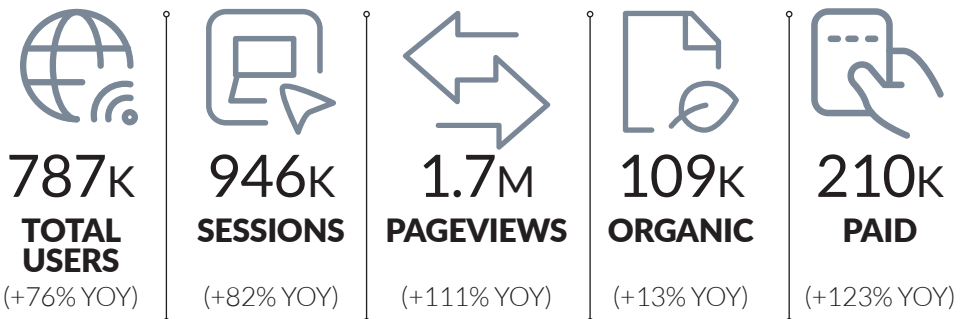 787K
TOTAL
USERS
(+76% YOY)
946K
SESSIONS
(+82% YOY)
1.7M
PAGEVIEWS
(+111% YOY)
109K
ORGANIC
(+13% YOY)
210K
PAID
(+123% YOY)